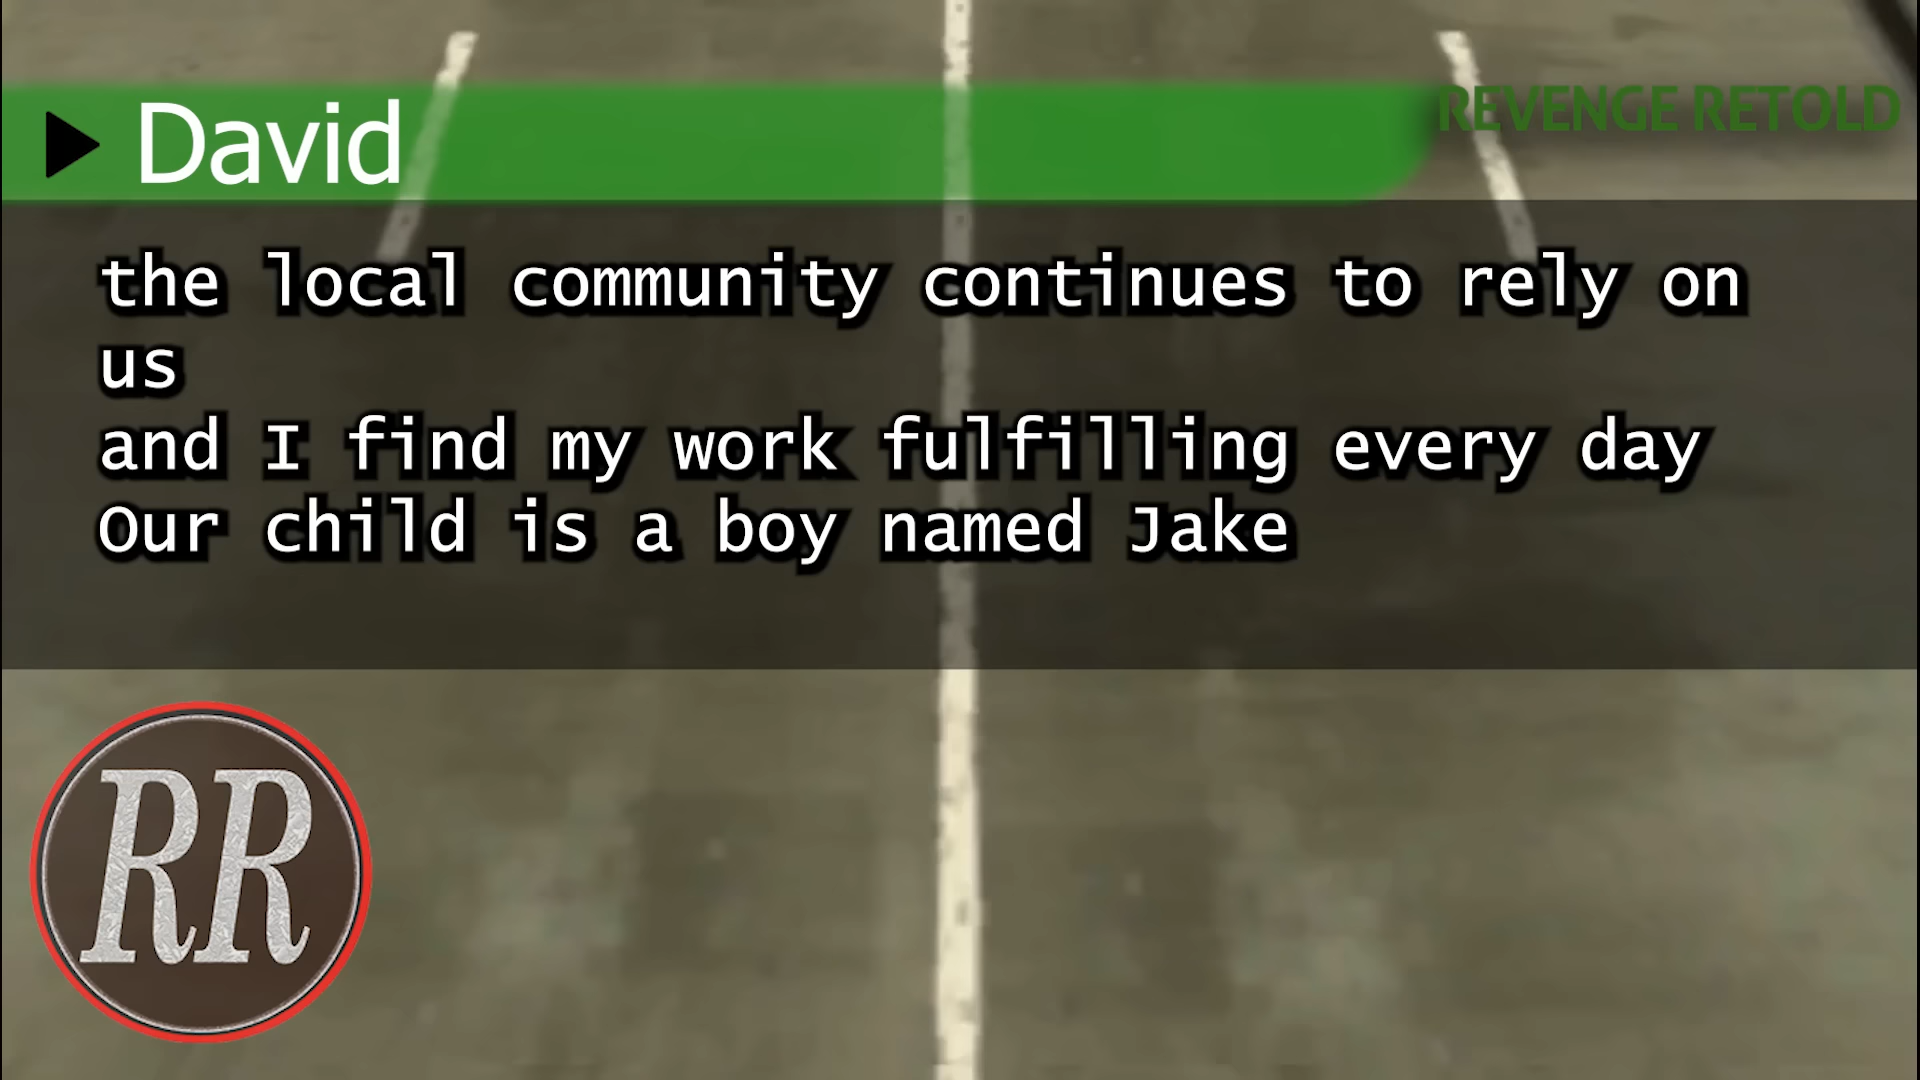 David
REVENGE RETOLD
the local community continues to rely on
us
and I find my work fulfilling every day
Our child is a boy named Jake
RR